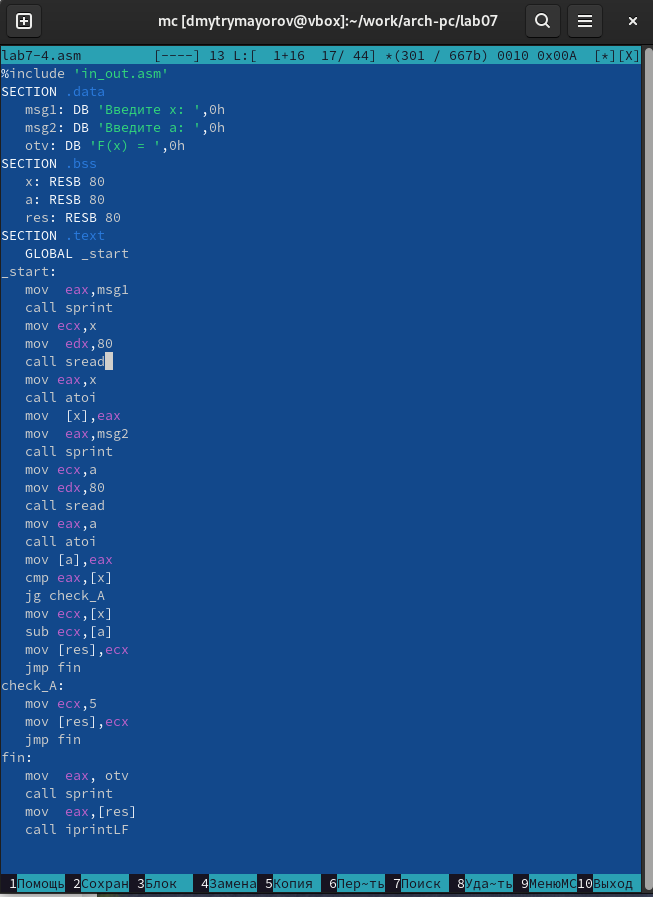 mc [dmytrymayorov@vbox]:~/work/arch-pc/lab07
lab7-4.asm [----] 13 L:[ 1+16 17/ 44] *(301 / 667b) 0010 0x00A [*][X]
%include 'in_out.asm'
SECTION .data
msg1: DB 'Введите x: ',0h
msg2: DB 'Введите a: ',0h
otv: DB 'F(x) = ',0h
SECTION .bss
x: RESB 80
a: RESB 80
res: RESB 80
SECTION .text
GLOBAL _start
_start:
mov eax,msg1
call sprint
mov ecx,x
mov edx,80
call sread
mov eax,x
call atoi
mov [x],eax
mov eax,msg2
call sprint
mov ecx,a
mov edx,80
call sread
mov eax,a
call atoi
mov [a],eax
cmp eax,[x]
jg check_A
mov ecx,[x]
sub ecx,[a]
mov [res],ecx
jmp fin
check_A:
mov ecx,5
mov [res],ecx
jmp fin
fin:
mov eax, otv
call sprint
mov eax,[res]
call iprintLF
1Помощь 2Сохран 3Блок 4Замена 5Копия 6Пер~ть 7Поиск 8Уда~ть 9МенюМС 10Выход